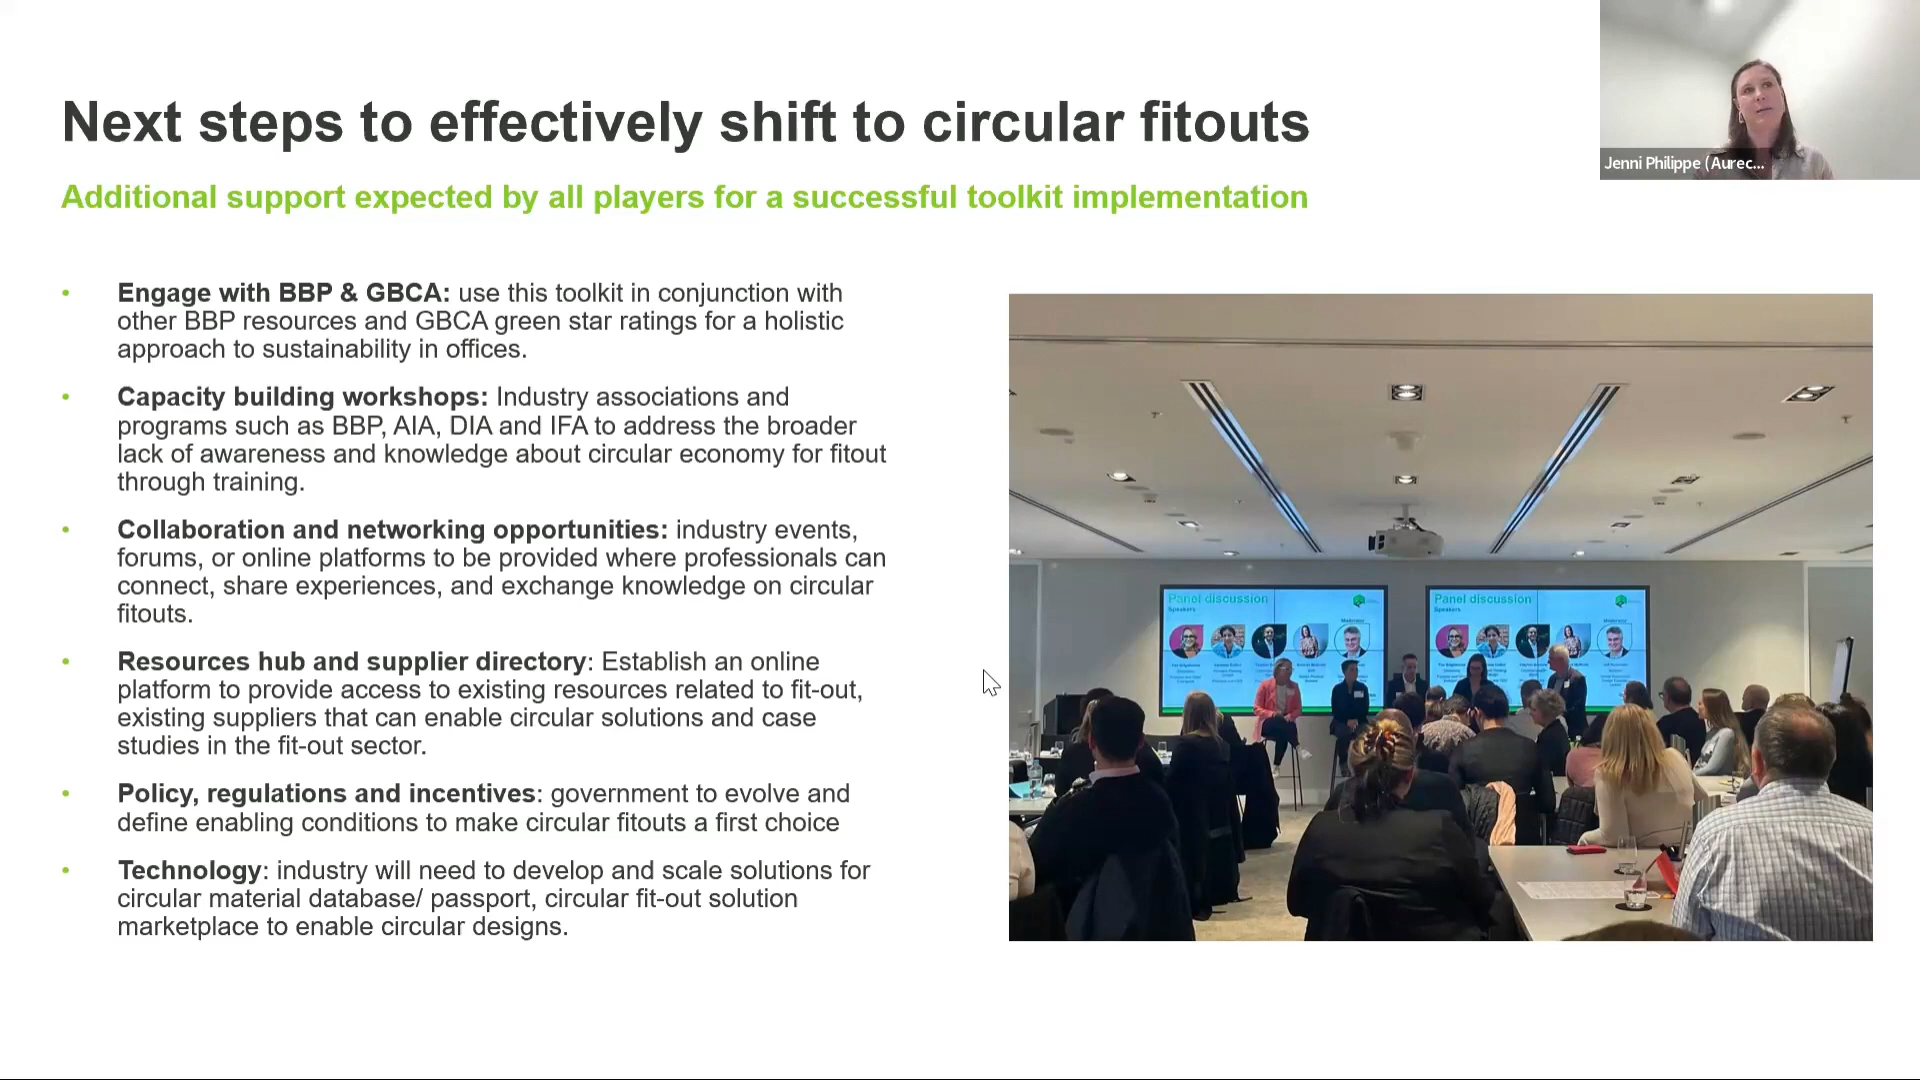 Next steps to effectively shift to circular fitouts
Additional support expected by all players for a successful toolkit implementation
• Engage with BBP & GBCA: use this toolkit in conjunction with
other BBP resources and GBCA green star ratings for a holistic
approach to sustainability in offices.
• Capacity building workshops: Industry associations and
programs such as BBP, AIA, DIA and IFA to address the broader
lack of awareness and knowledge about circular economy for fitout
through training.
• Collaboration and networking opportunities: industry events,
forums, or online platforms to be provided where professionals can
connect, share experiences, and exchange knowledge on circular
fitouts.
• Resources hub and supplier directory: Establish an online
platform to provide access to existing resources related to fit-out,
existing suppliers that can enable circular solutions and case
studies in the fit-out sector.
• Policy, regulations and incentives: government to evolve and
define enabling conditions to make circular fitouts a first choice
• Technology: industry will need to develop and scale solutions for
circular material database/ passport, circular fit-out solution
marketplace to enable circular designs.
Jenni Philippe (Aurec...
Panel discussion
Speakers
Moderator
Panel discussion
Speakers
Moderator